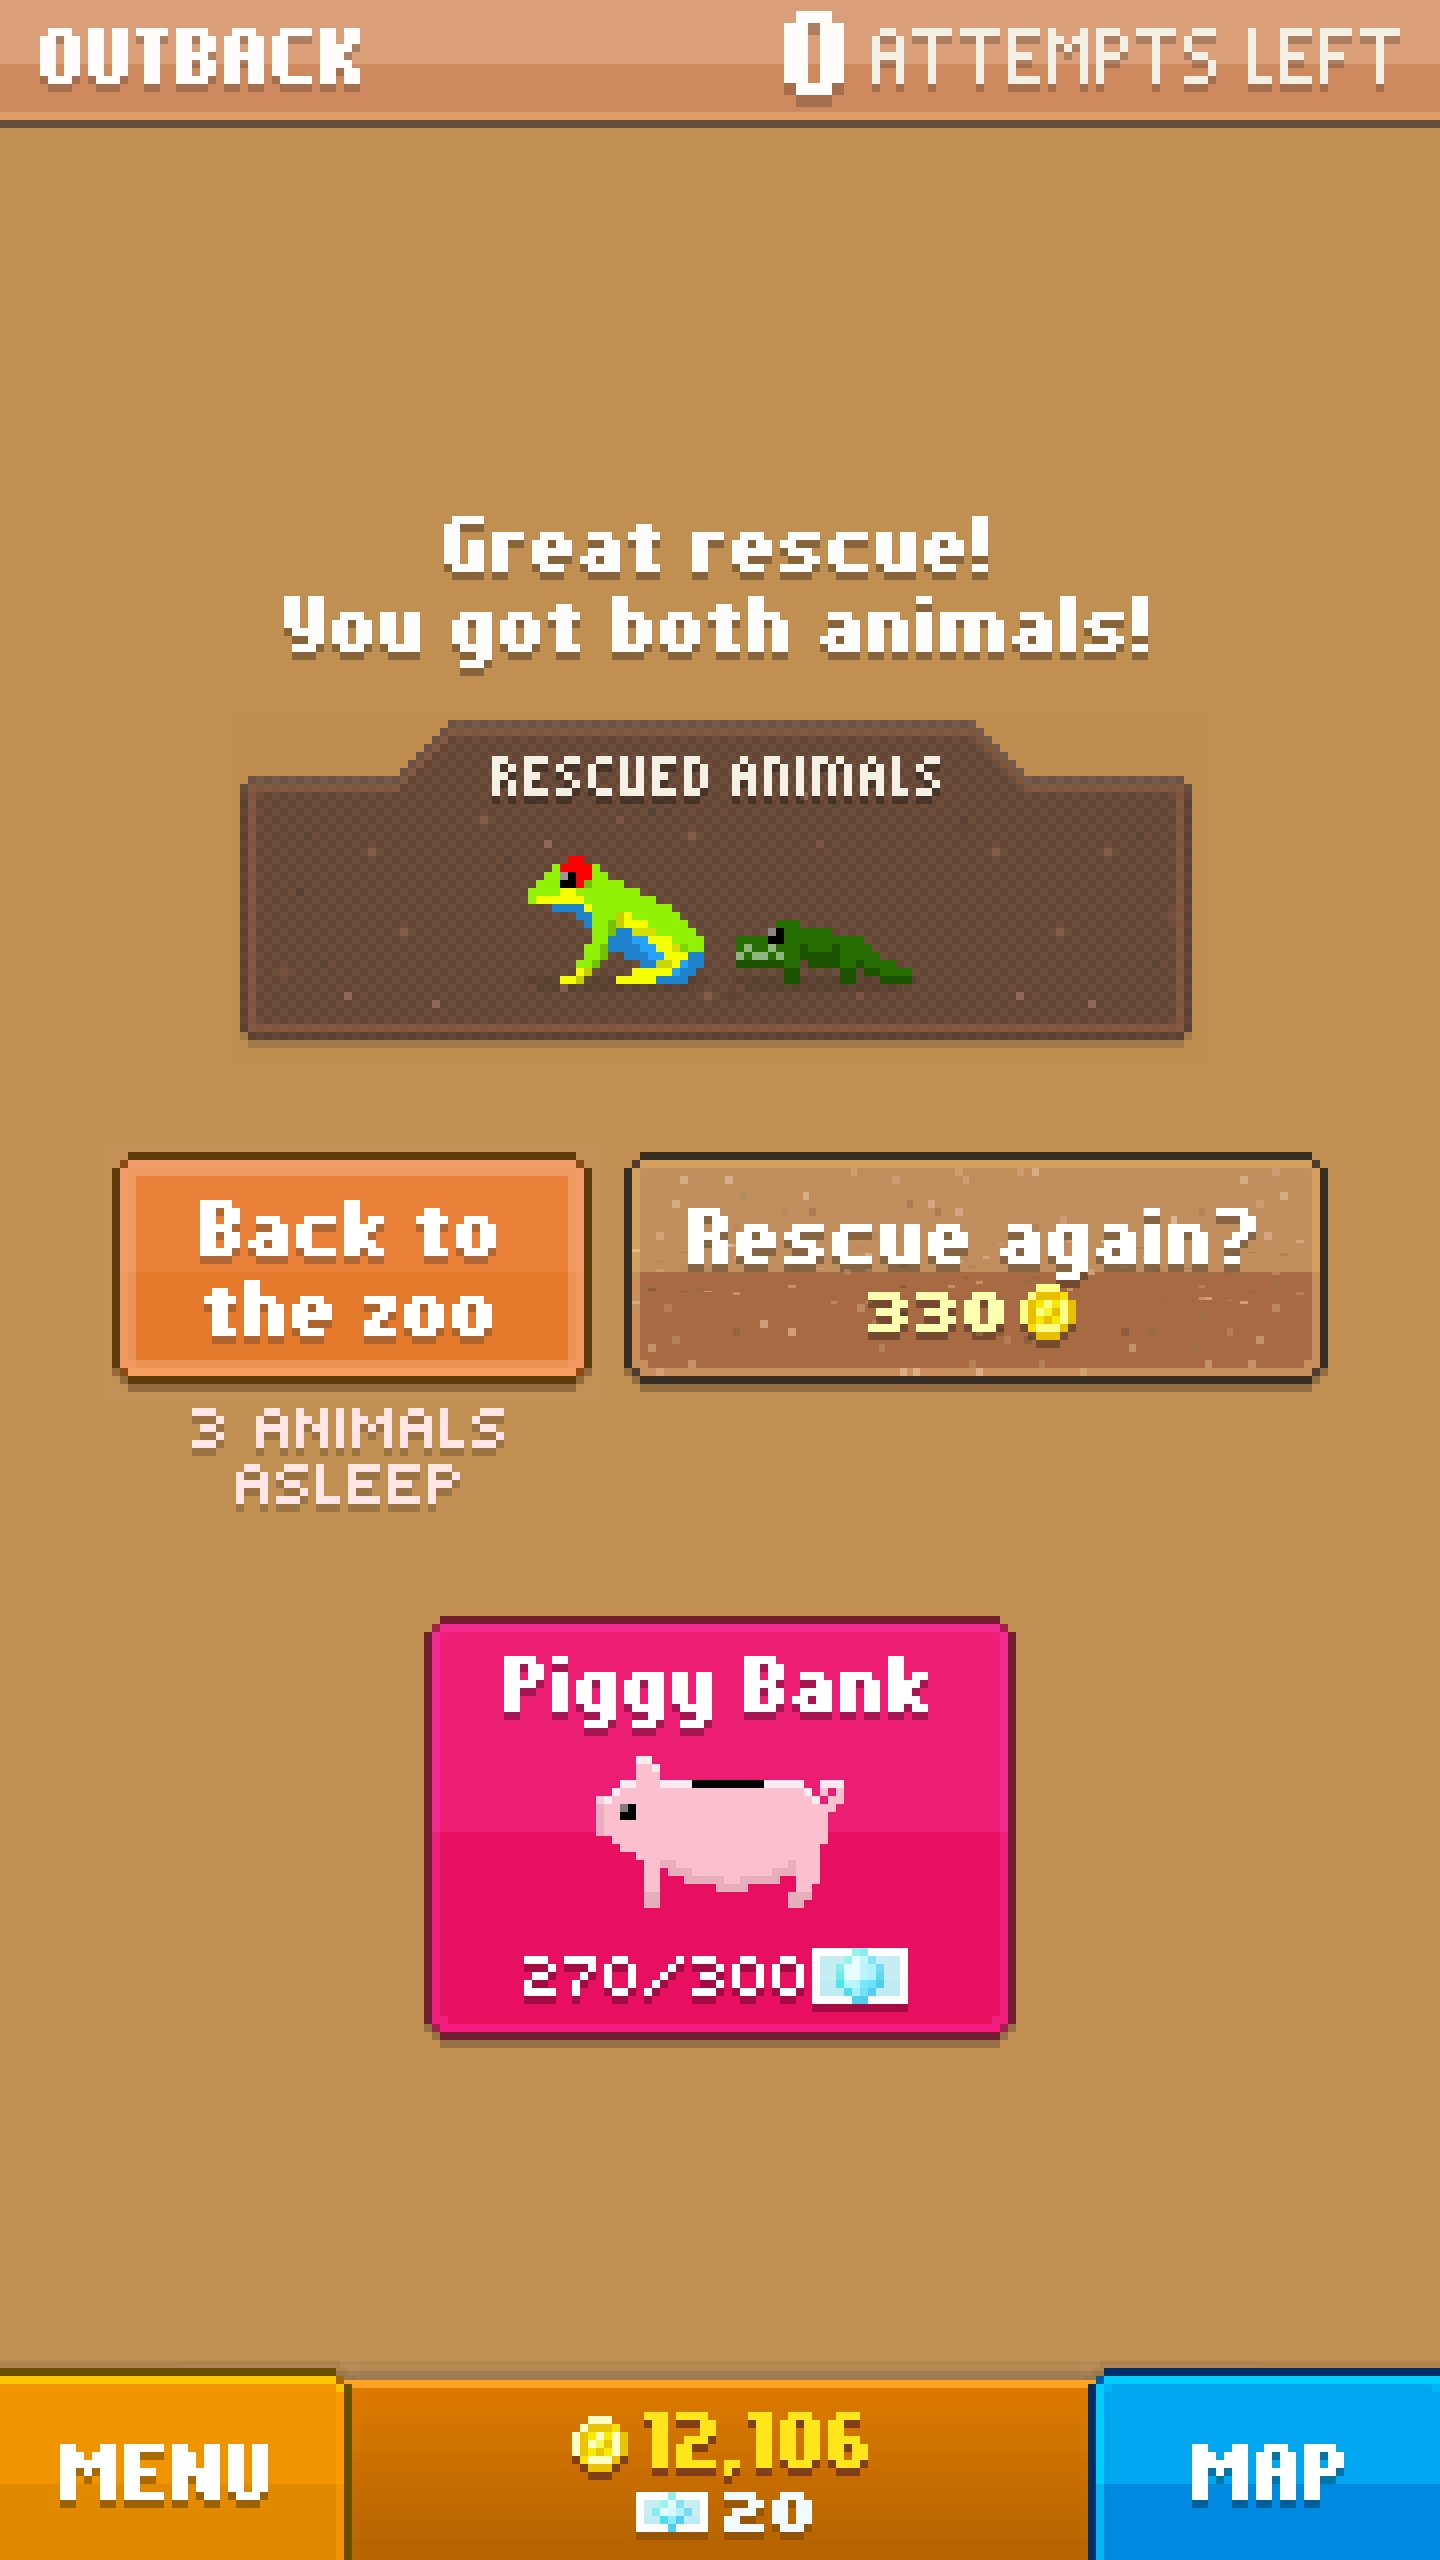 OUTBACK
0 ATTEMPTS LEFT
Great rescue!
You got both animals!
RESCUED ANIMALS
Back to
the zoo
Rescue again?
330
3 ANIMALS
ASLEEP
Piggy Bank
270/300
MENU
12,106
20
MAP